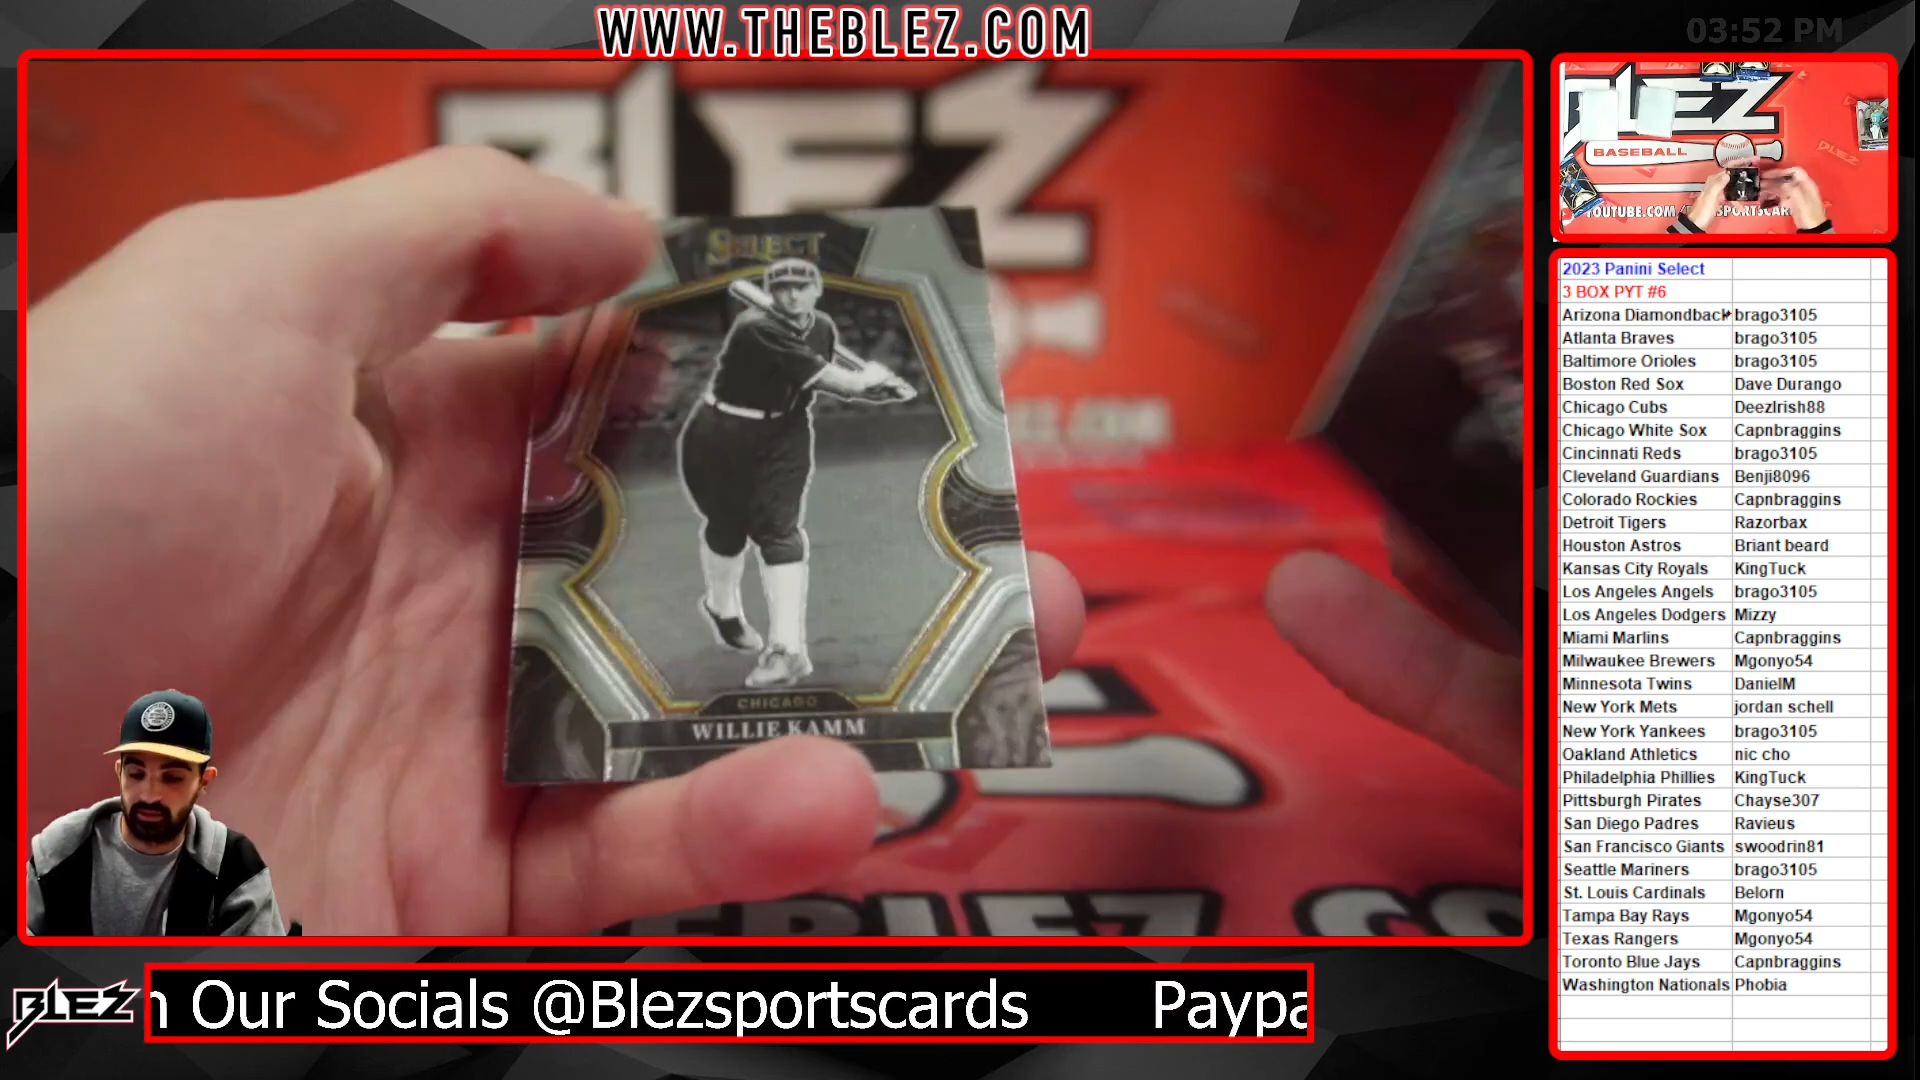 WWW.THEBLEZ.COM
03:52 PM
BLEZ
SELECT
CHICAGO
WILLIE KAMM
BLEZ
BASEBALL
BLEZ
YOUTUBE.COM
2023 Panini Select
3 BOX PYT #6
Arizona Diamondback brago3105
Atlanta Braves brago3105
Baltimore Orioles brago3105
Boston Red Sox Dave Durango
Chicago Cubs DeezIrish88
Chicago White Sox Capnbraggins
Cincinnati Reds brago3105
Cleveland Guardians Benji8096
Colorado Rockies Capnbraggins
Detroit Tigers Razorbax
Houston Astros Briant beard
Kansas City Royals KingTuck
Los Angeles Angels brago3105
Los Angeles Dodgers Mizzy
Miami Marlins Capnbraggins
Milwaukee Brewers Mgonyo54
Minnesota Twins DanielM
New York Mets jordan schell
New York Yankees brago3105
Oakland Athletics nic cho
Philadelphia Phillies KingTuck
Pittsburgh Pirates Chayse307
San Diego Padres Ravieus
San Francisco Giants swoodrin81
Seattle Mariners brago3105
St. Louis Cardinals Belorn
Tampa Bay Rays Mgonyo54
Texas Rangers Mgonyo54
Toronto Blue Jays Capnbraggins
Washington Nationals Phobia
BLEZ
n Our Socials @Blezsportscards Paypa